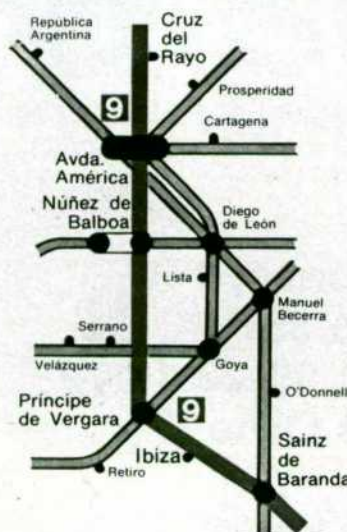 República
Argentina
Cruz
del
Rayo
9
Prosperidad
Cartagena
Avda.
América
Núñez de
Balboa
Diego
de León
Lista
Manuel
Becerra
Serrano
Velázquez
Goya
O'Donnell
Príncipe
de Vergara
9
Ibiza
Retiro
Sainz
de
Baranda